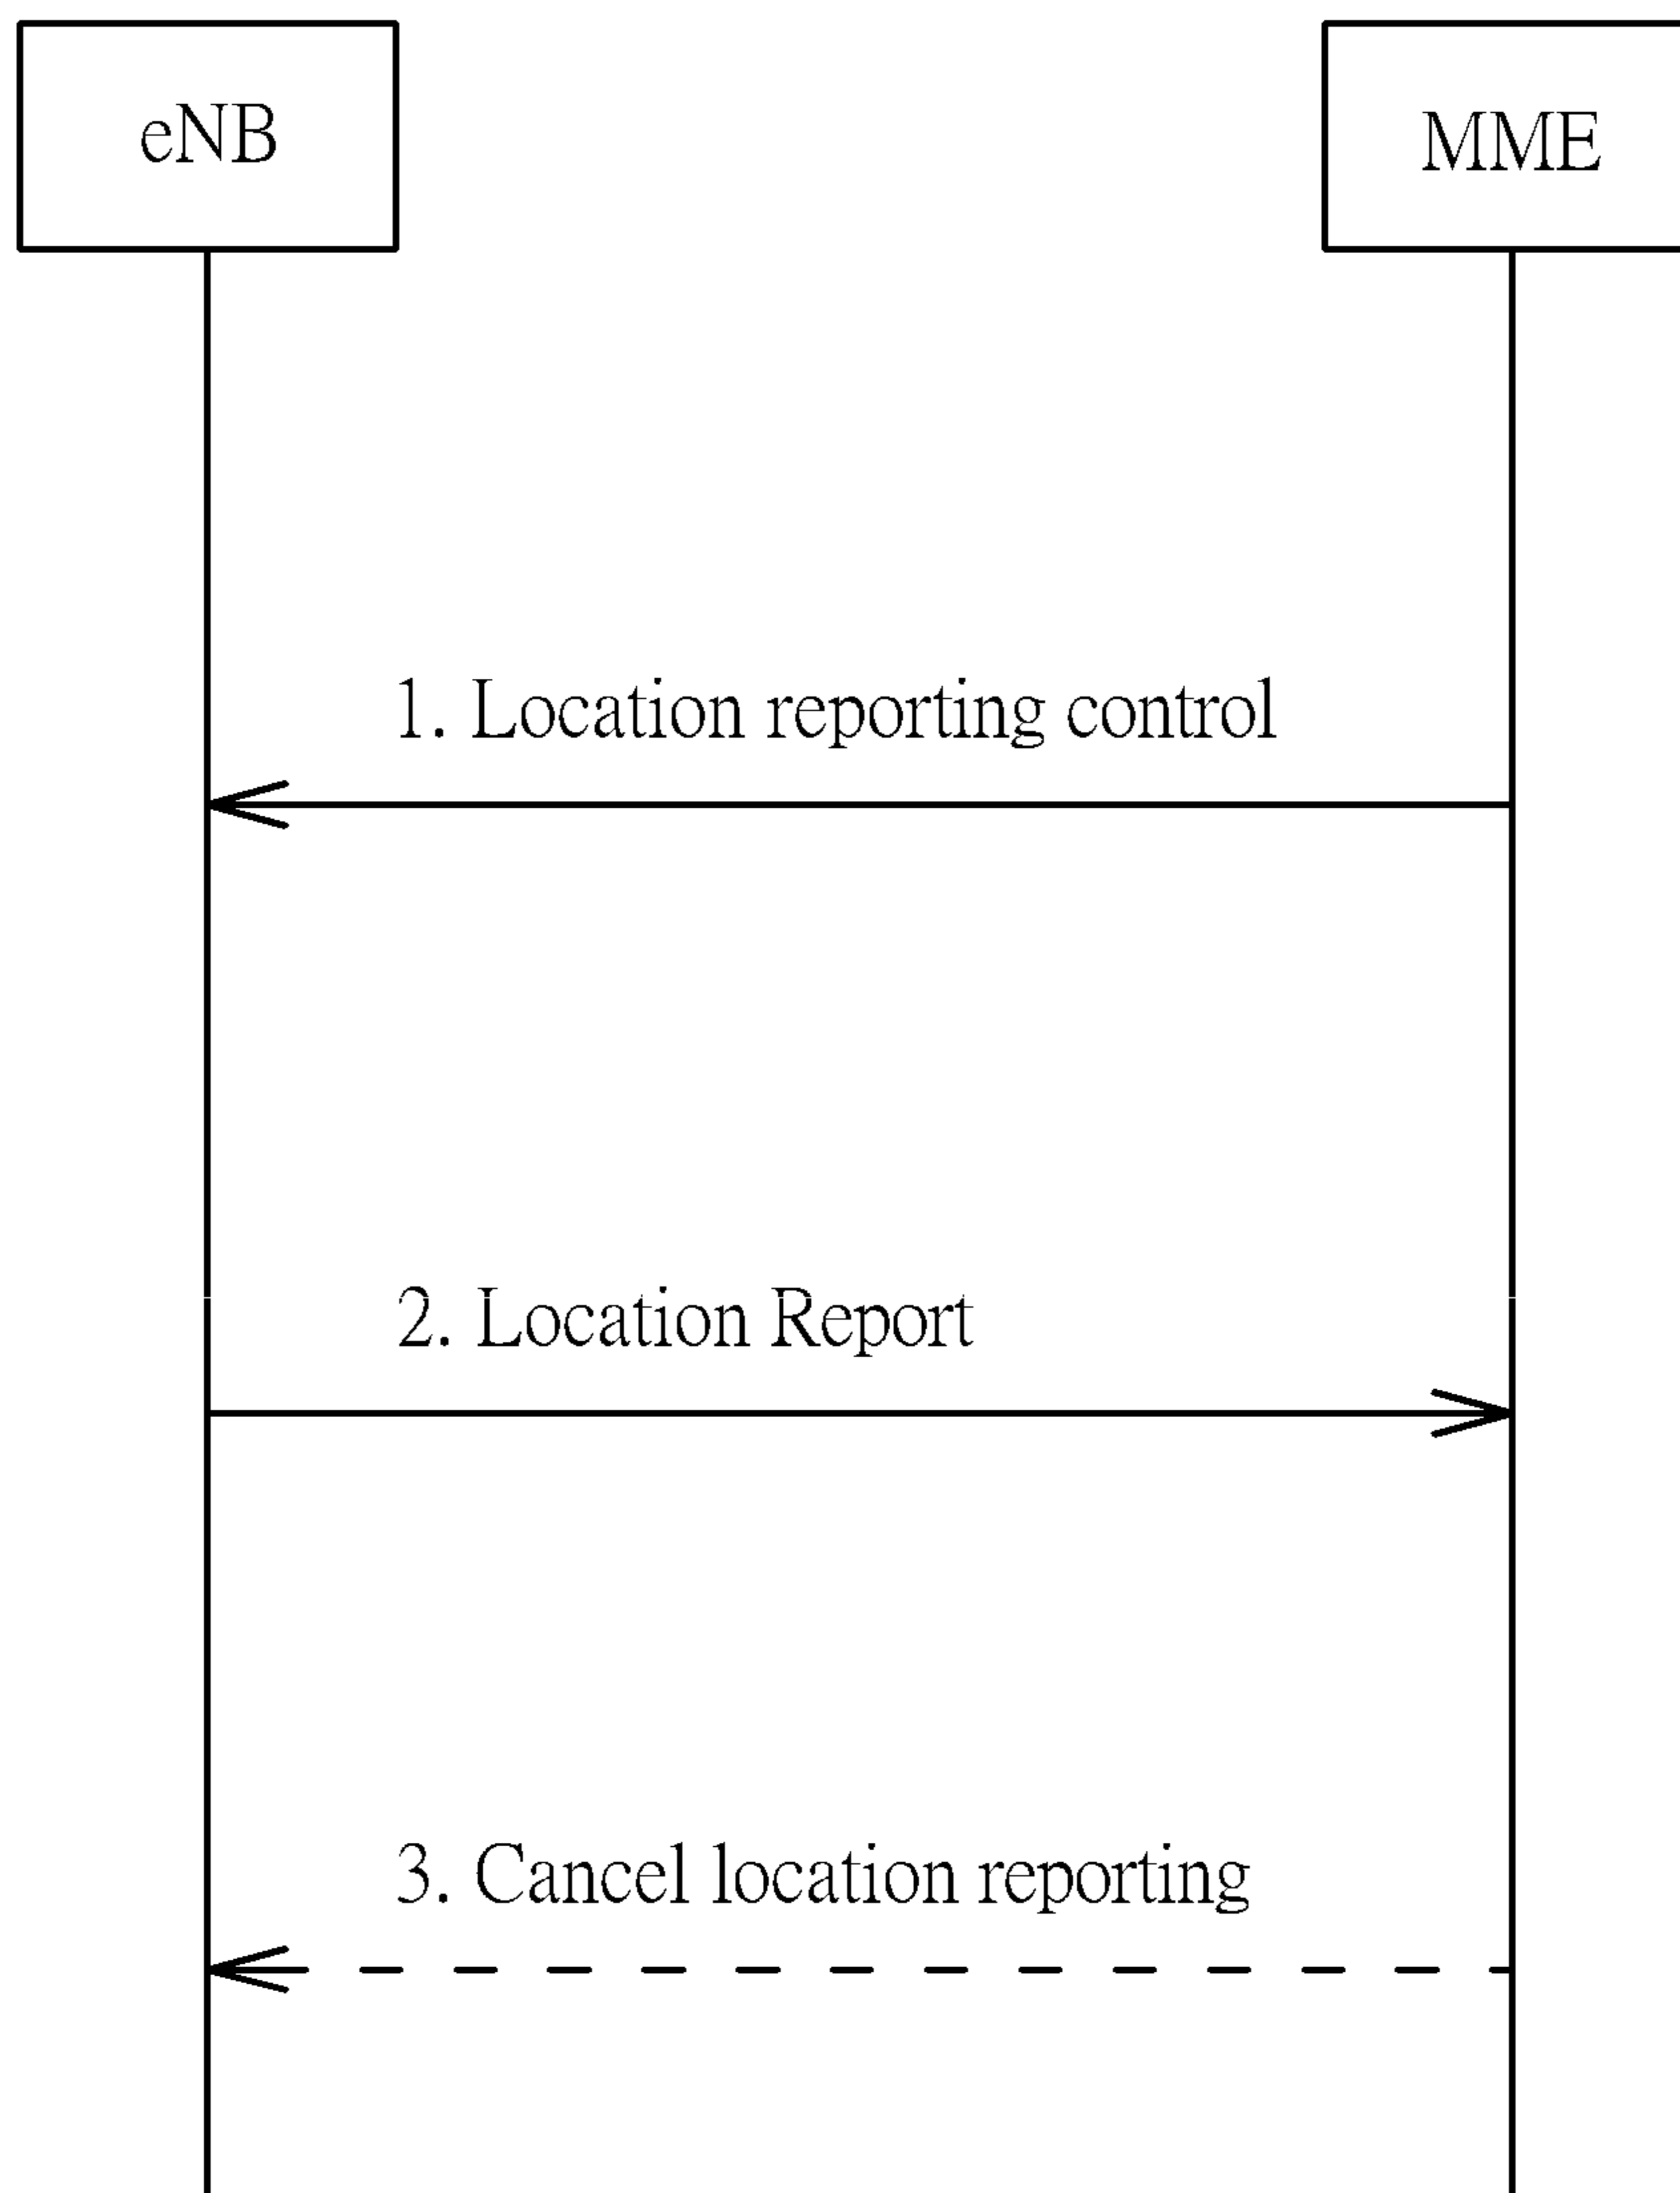 eNB
MME
1. Location reporting control
2. Location Report
3. Cancel location reporting